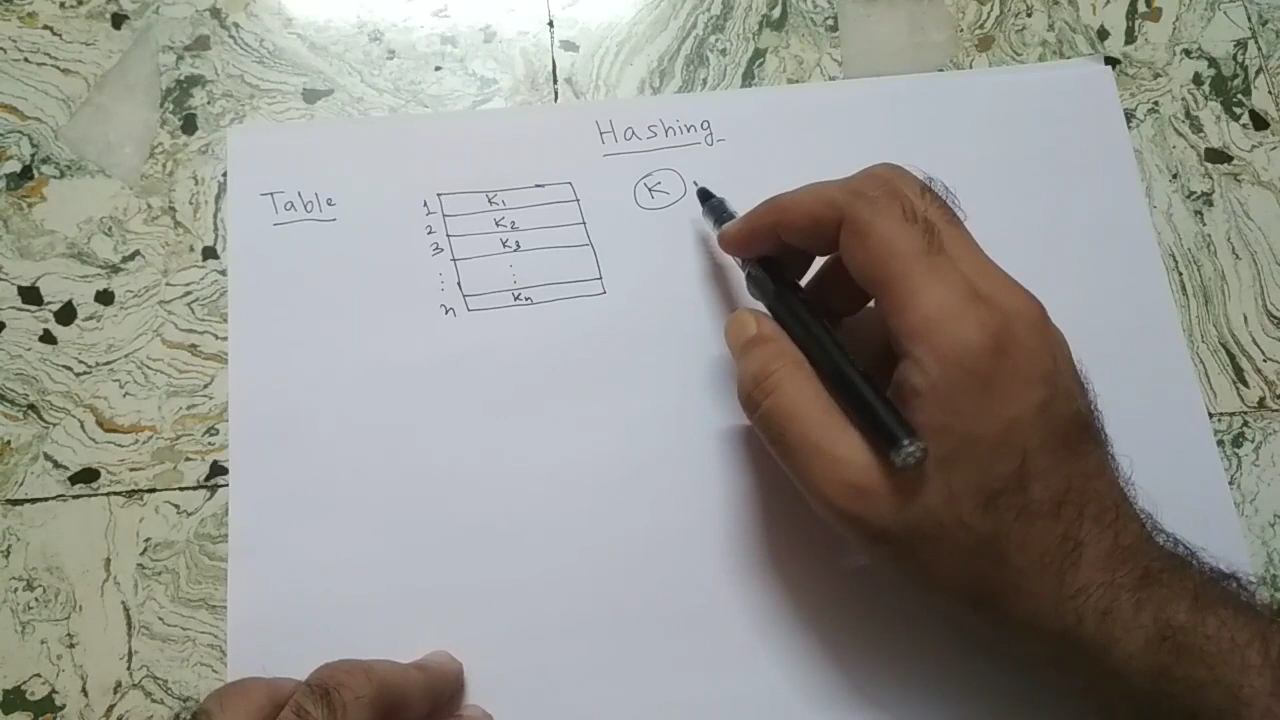 Hashing
Table
1 K1
2 K2
3 K3
⋮ ⋮
n Kn
K